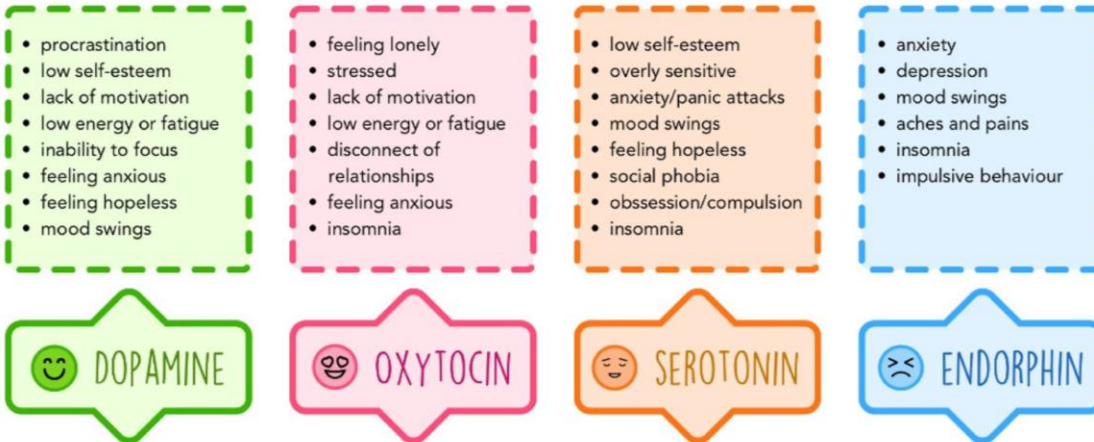 • procrastination
• low self-esteem
• lack of motivation
• low energy or fatigue
• inability to focus
• feeling anxious
• feeling hopeless
• mood swings
DOPAMINE
• feeling lonely
• stressed
• lack of motivation
• low energy or fatigue
• disconnect of
relationships
• feeling anxious
• insomnia
OXYTOCIN
• low self-esteem
• overly sensitive
• anxiety/panic attacks
• mood swings
• feeling hopeless
• social phobia
• obssession/compulsion
• insomnia
SEROTONIN
• anxiety
• depression
• mood swings
• aches and pains
• insomnia
• impulsive behaviour
ENDORPHIN